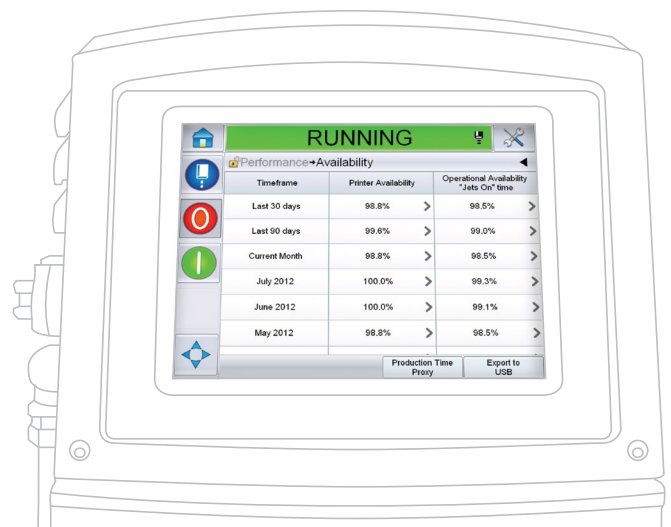 RUNNING
Performance→Availability
Timeframe Printer Availability Operational Availability
"Jets On" time
Last 30 days 98.8% 98.5%
Last 90 days 99.6% 99.0%
Current Month 98.8% 98.5%
July 2012 100.0% 99.3%
June 2012 100.0% 99.1%
May 2012 98.8% 98.5%
Production Time
Proxy
Export to
USB